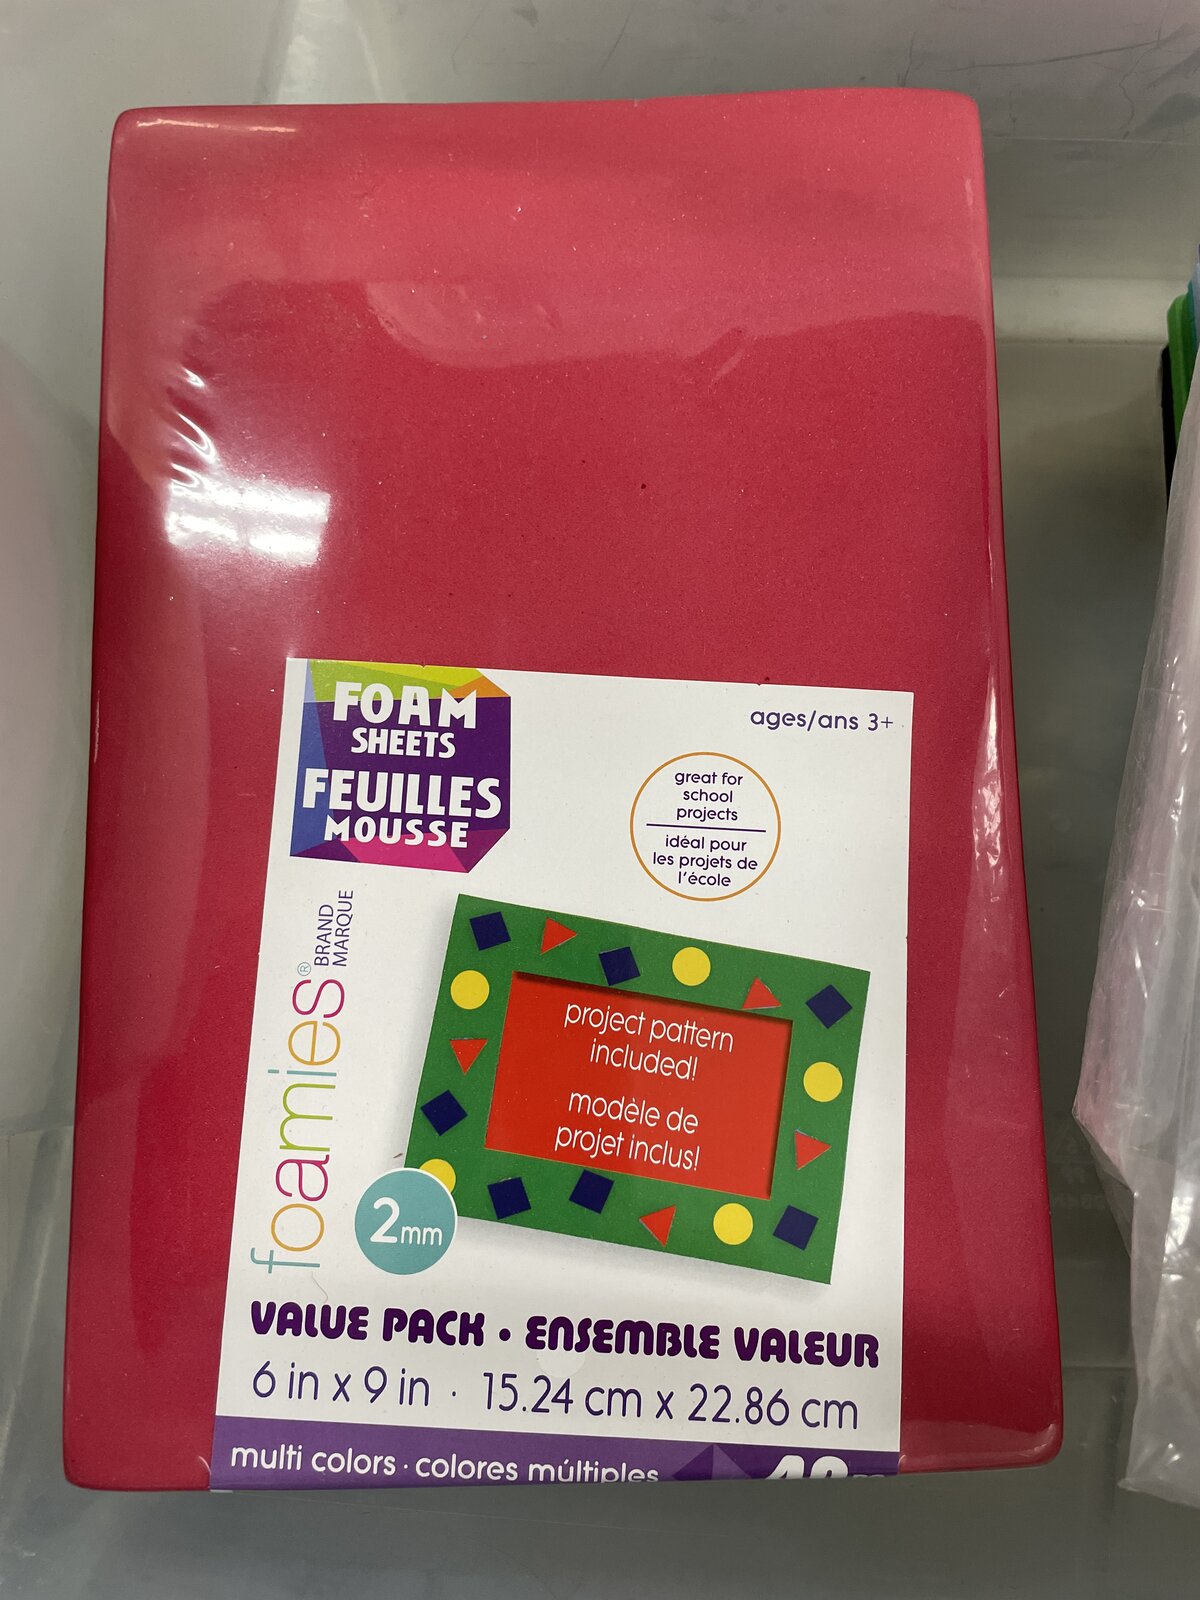 FOAM
SHEETS
FEUILLES
MOUSSE
ages/ans 3+
great for
school
projects
idéal pour
les projets de
l'école
foamies®
BRAND
MARQUE
project pattern
included!
modèle de
projet inclus!
2mm
VALUE PACK • ENSEMBLE VALEUR
6 in x 9 in · 15.24 cm x 22.86 cm
multi colors · colores múltiples